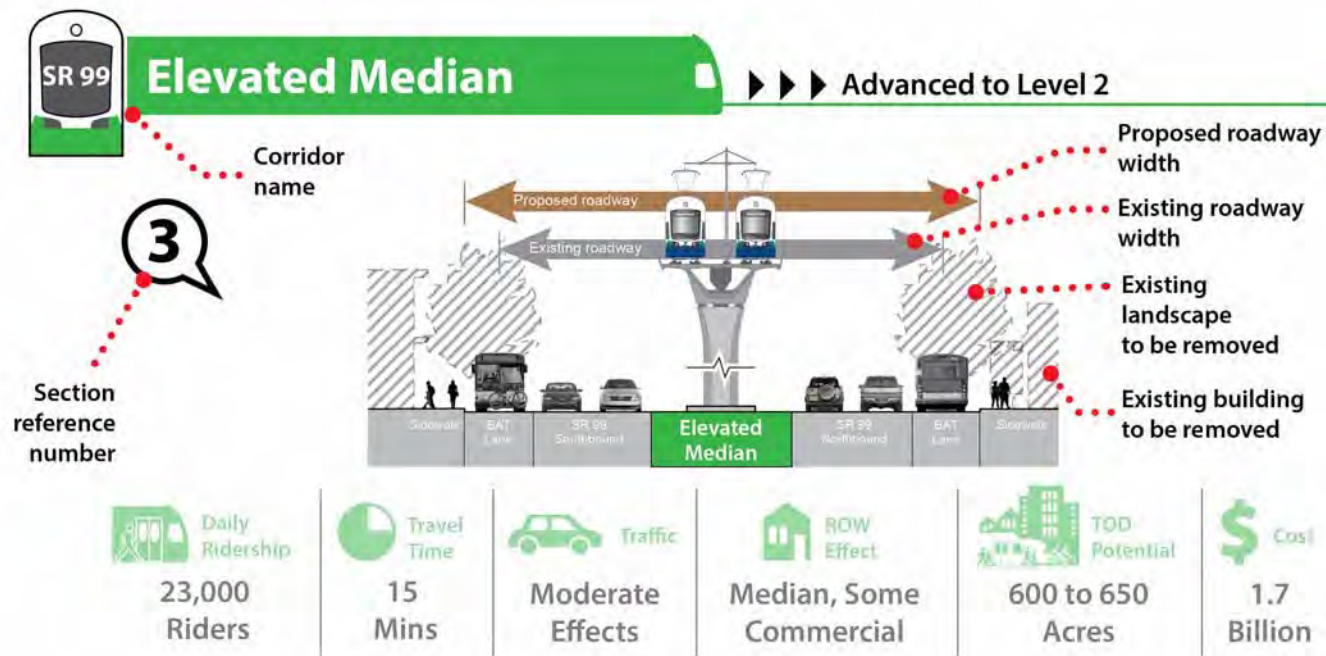 SR 99
Elevated Median
Advanced to Level 2
Corridor
name
3
Section
reference
number
Proposed roadway
width
Existing roadway
width
Existing
landscape
to be removed
Existing building
to be removed
Proposed roadway
Existing roadway
Sidewalk
BAT
Lane
SR 99
Southbound
Elevated
Median
SR 99
Northbound
BAT
Lane
Sidewalk
Daily
Ridership
23,000
Riders
Travel
Time
15
Mins
Traffic
Moderate
Effects
ROW
Effect
Median, Some
Commercial
TOD
Potential
600 to 650
Acres
$
Cost
1.7
Billion